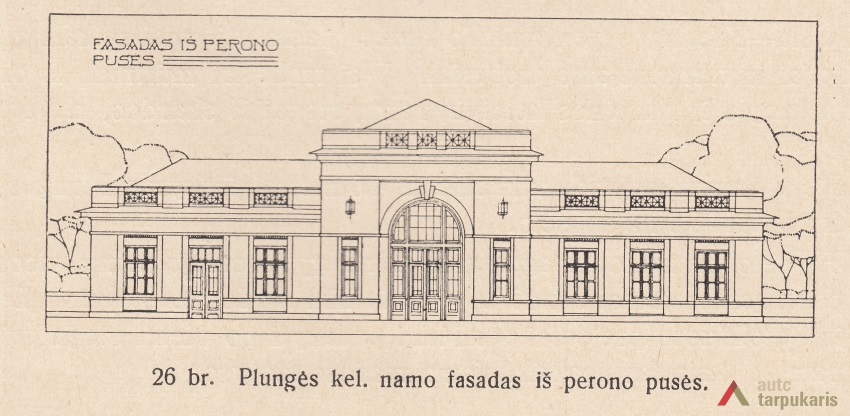 FASADAS IŠ PERONO
PUSĖS
26 br. Plungės kel. namo fasadas iš perono pusės.
autc
tarpukaris